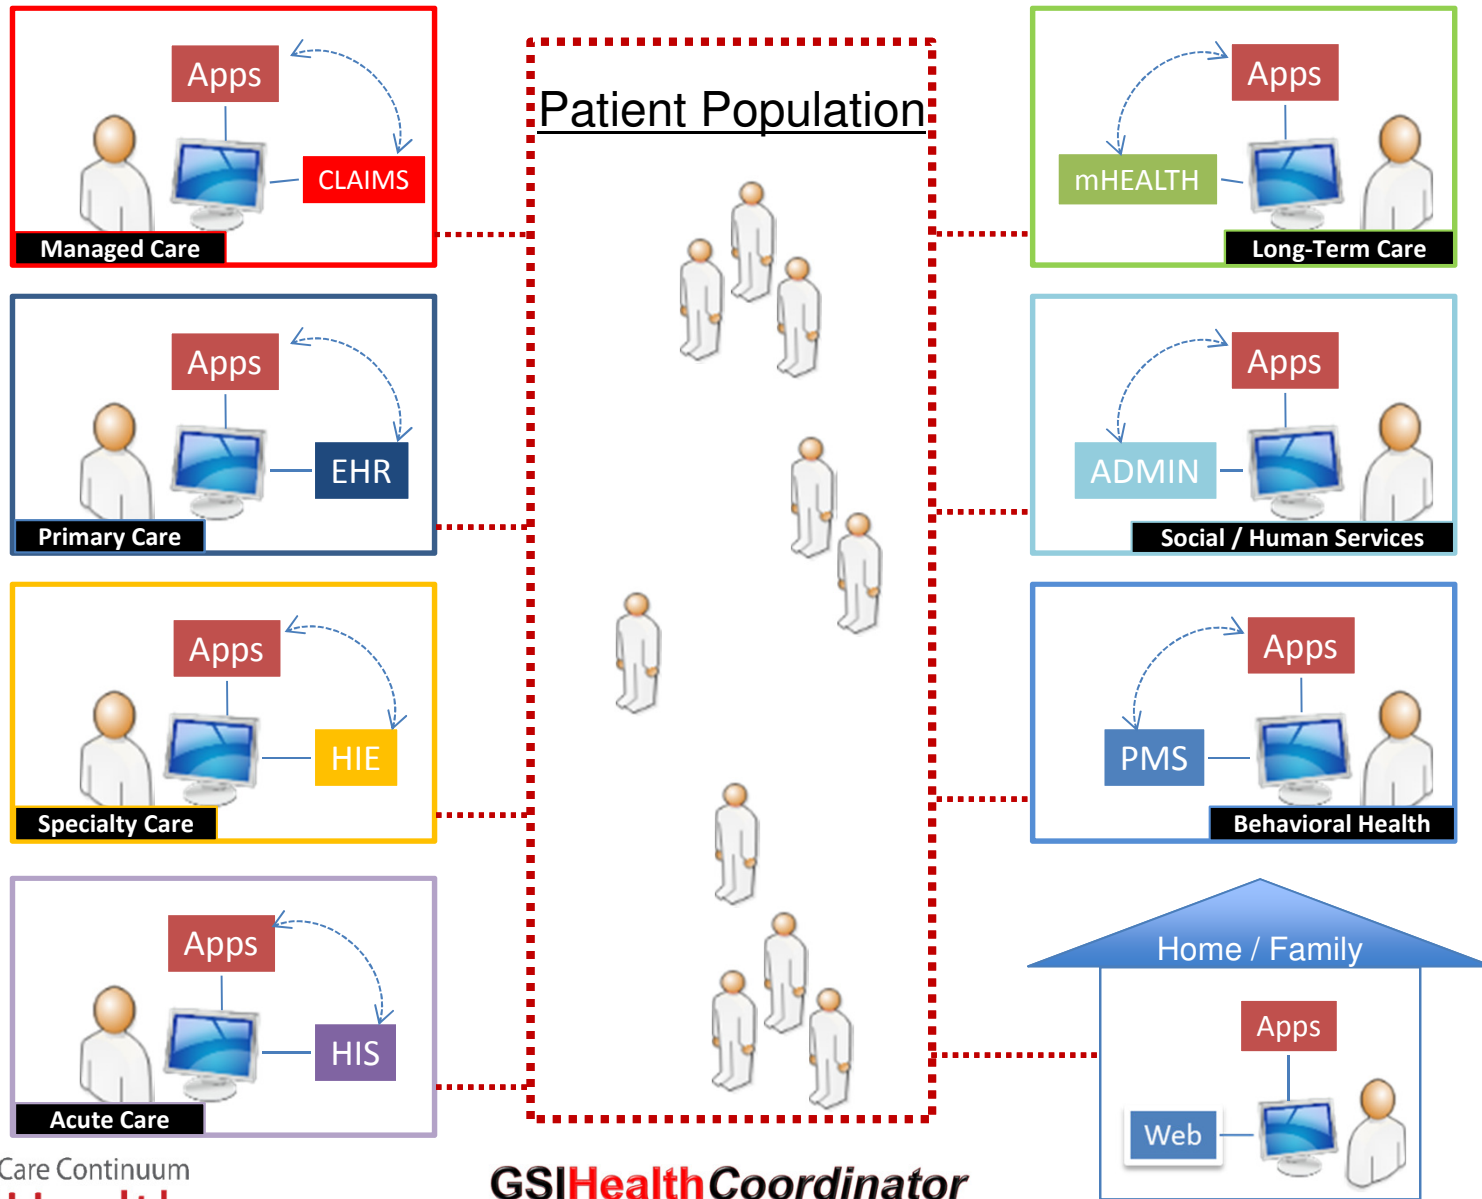 Apps
CLAIMS
Managed Care
Apps
EHR
Primary Care
Apps
HIE
Specialty Care
Apps
HIS
Acute Care
Patient Population
Apps
mHEALTH
Long-Term Care
Apps
ADMIN
Social / Human Services
Apps
PMS
Behavioral Health
Home / Family
Apps
Web
Care Continuum
GSIHealthCoordinator